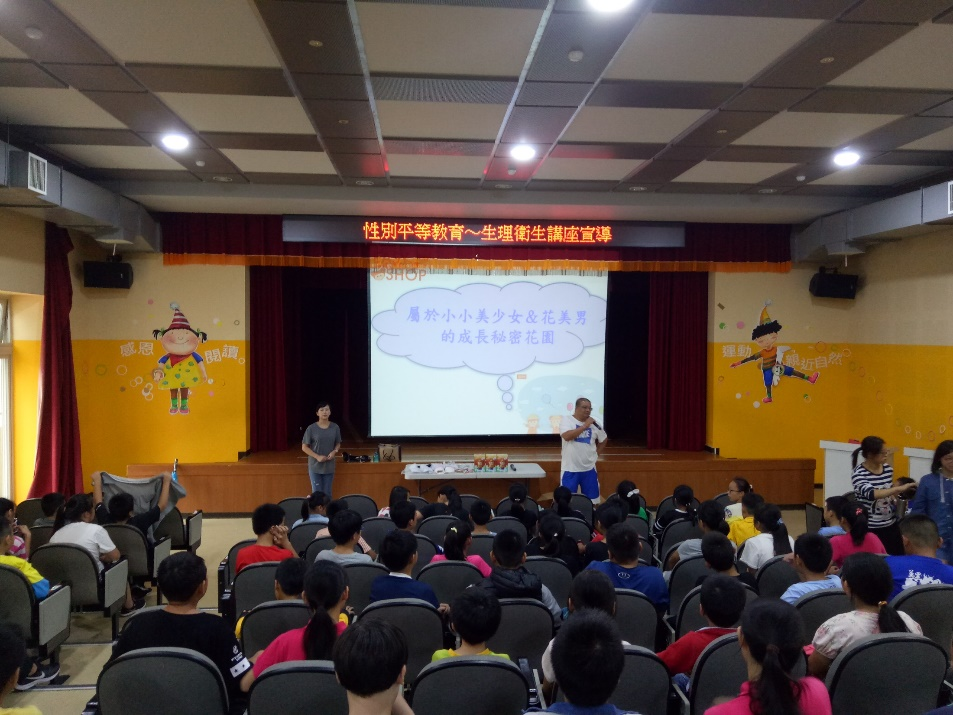 性別平等教育～生理衛生講座宣導
SHOP
屬於小小美少女&花美男
的成長秘密花園
感恩 閱讀
運動 親近自然